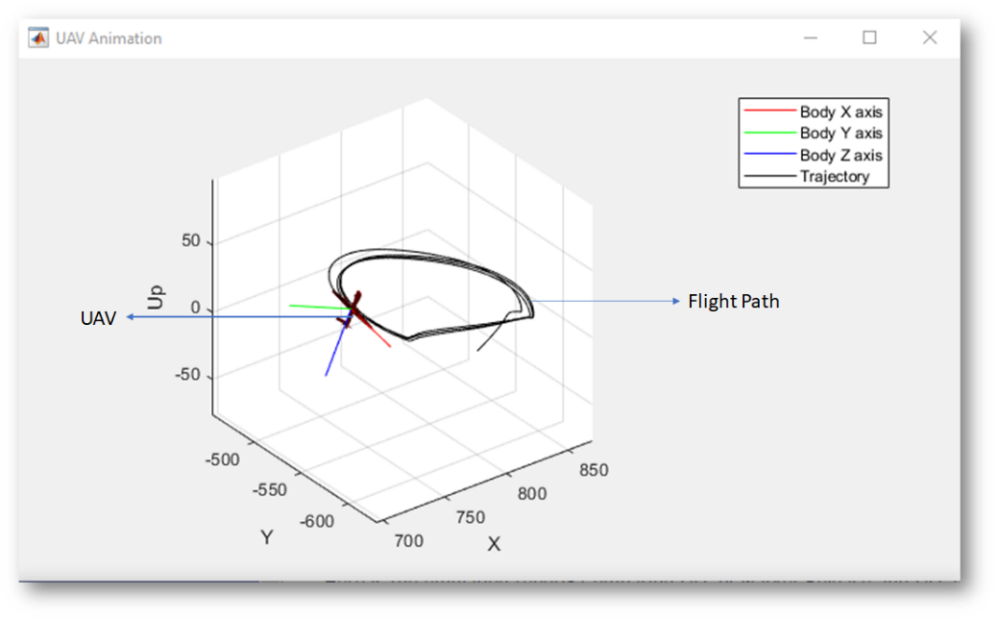 UAV Animation
Body X axis
Body Y axis
Body Z axis
Trajectory
50
0
-50
Up
UAV
Flight Path
-500
-550
-600
Y
700
750
800
850
X